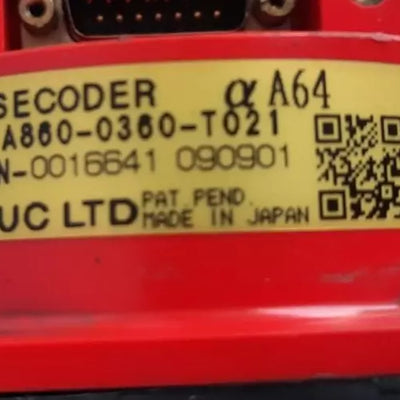 SECODER αA64
A860-0360-T021
N-0016641 090901
UC LTD PAT. PEND.
MADE IN JAPAN